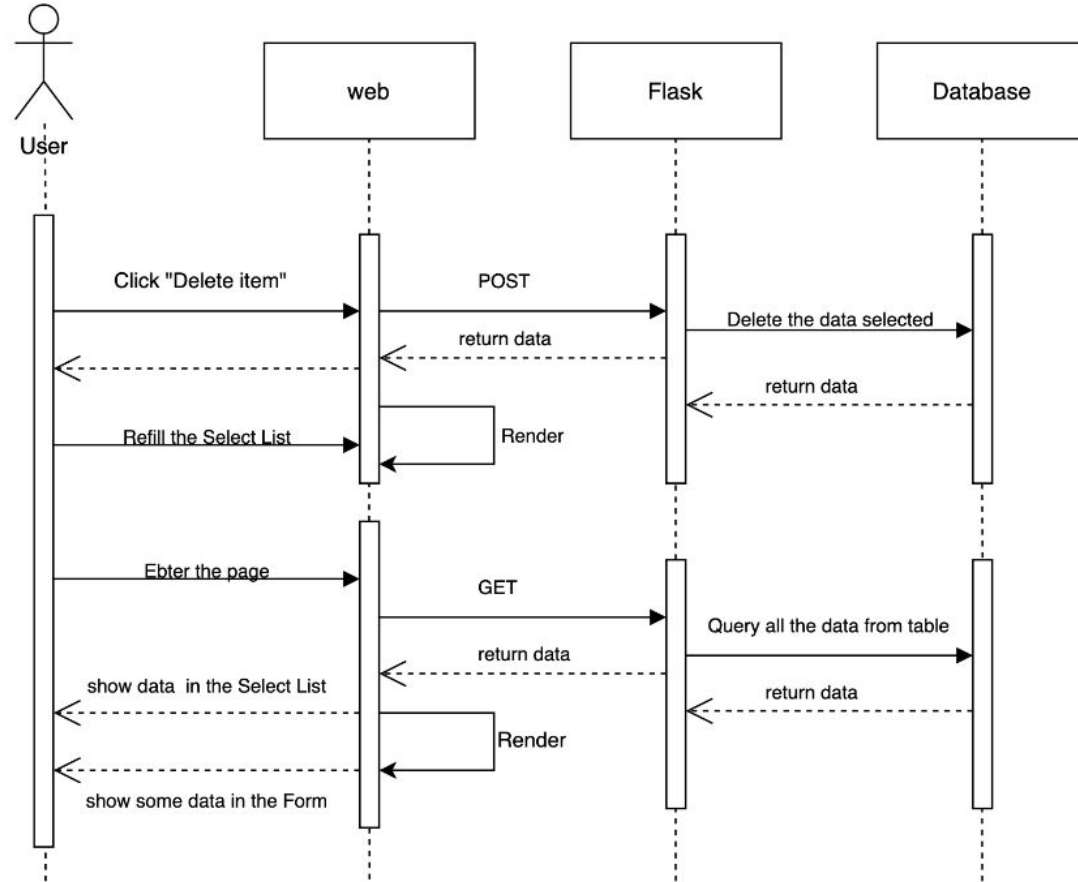 User
web
Flask
Database
Click "Delete item"
POST
Delete the data selected
return data
return data
Refill the Select List
Render
Ebter the page
GET
Query all the data from table
return data
show data in the Select List
return data
Render
show some data in the Form